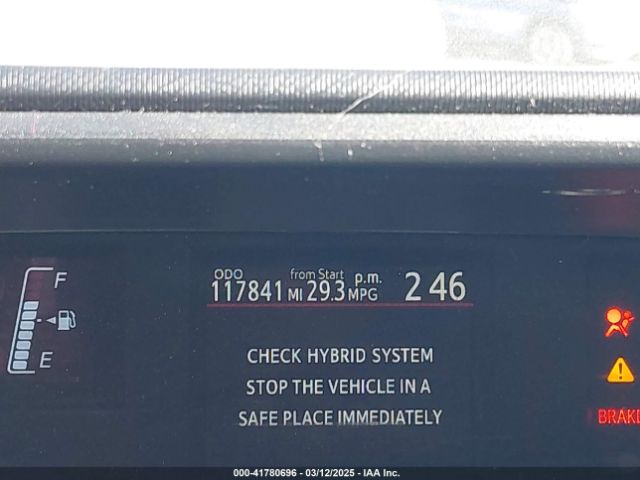 F
E
ODO from Start p.m.
117841 MI 29.3 MPG 2 46
CHECK HYBRID SYSTEM
STOP THE VEHICLE IN A
SAFE PLACE IMMEDIATELY
BRAKE
000-41780696 - 03/12/2025 - IAA Inc.